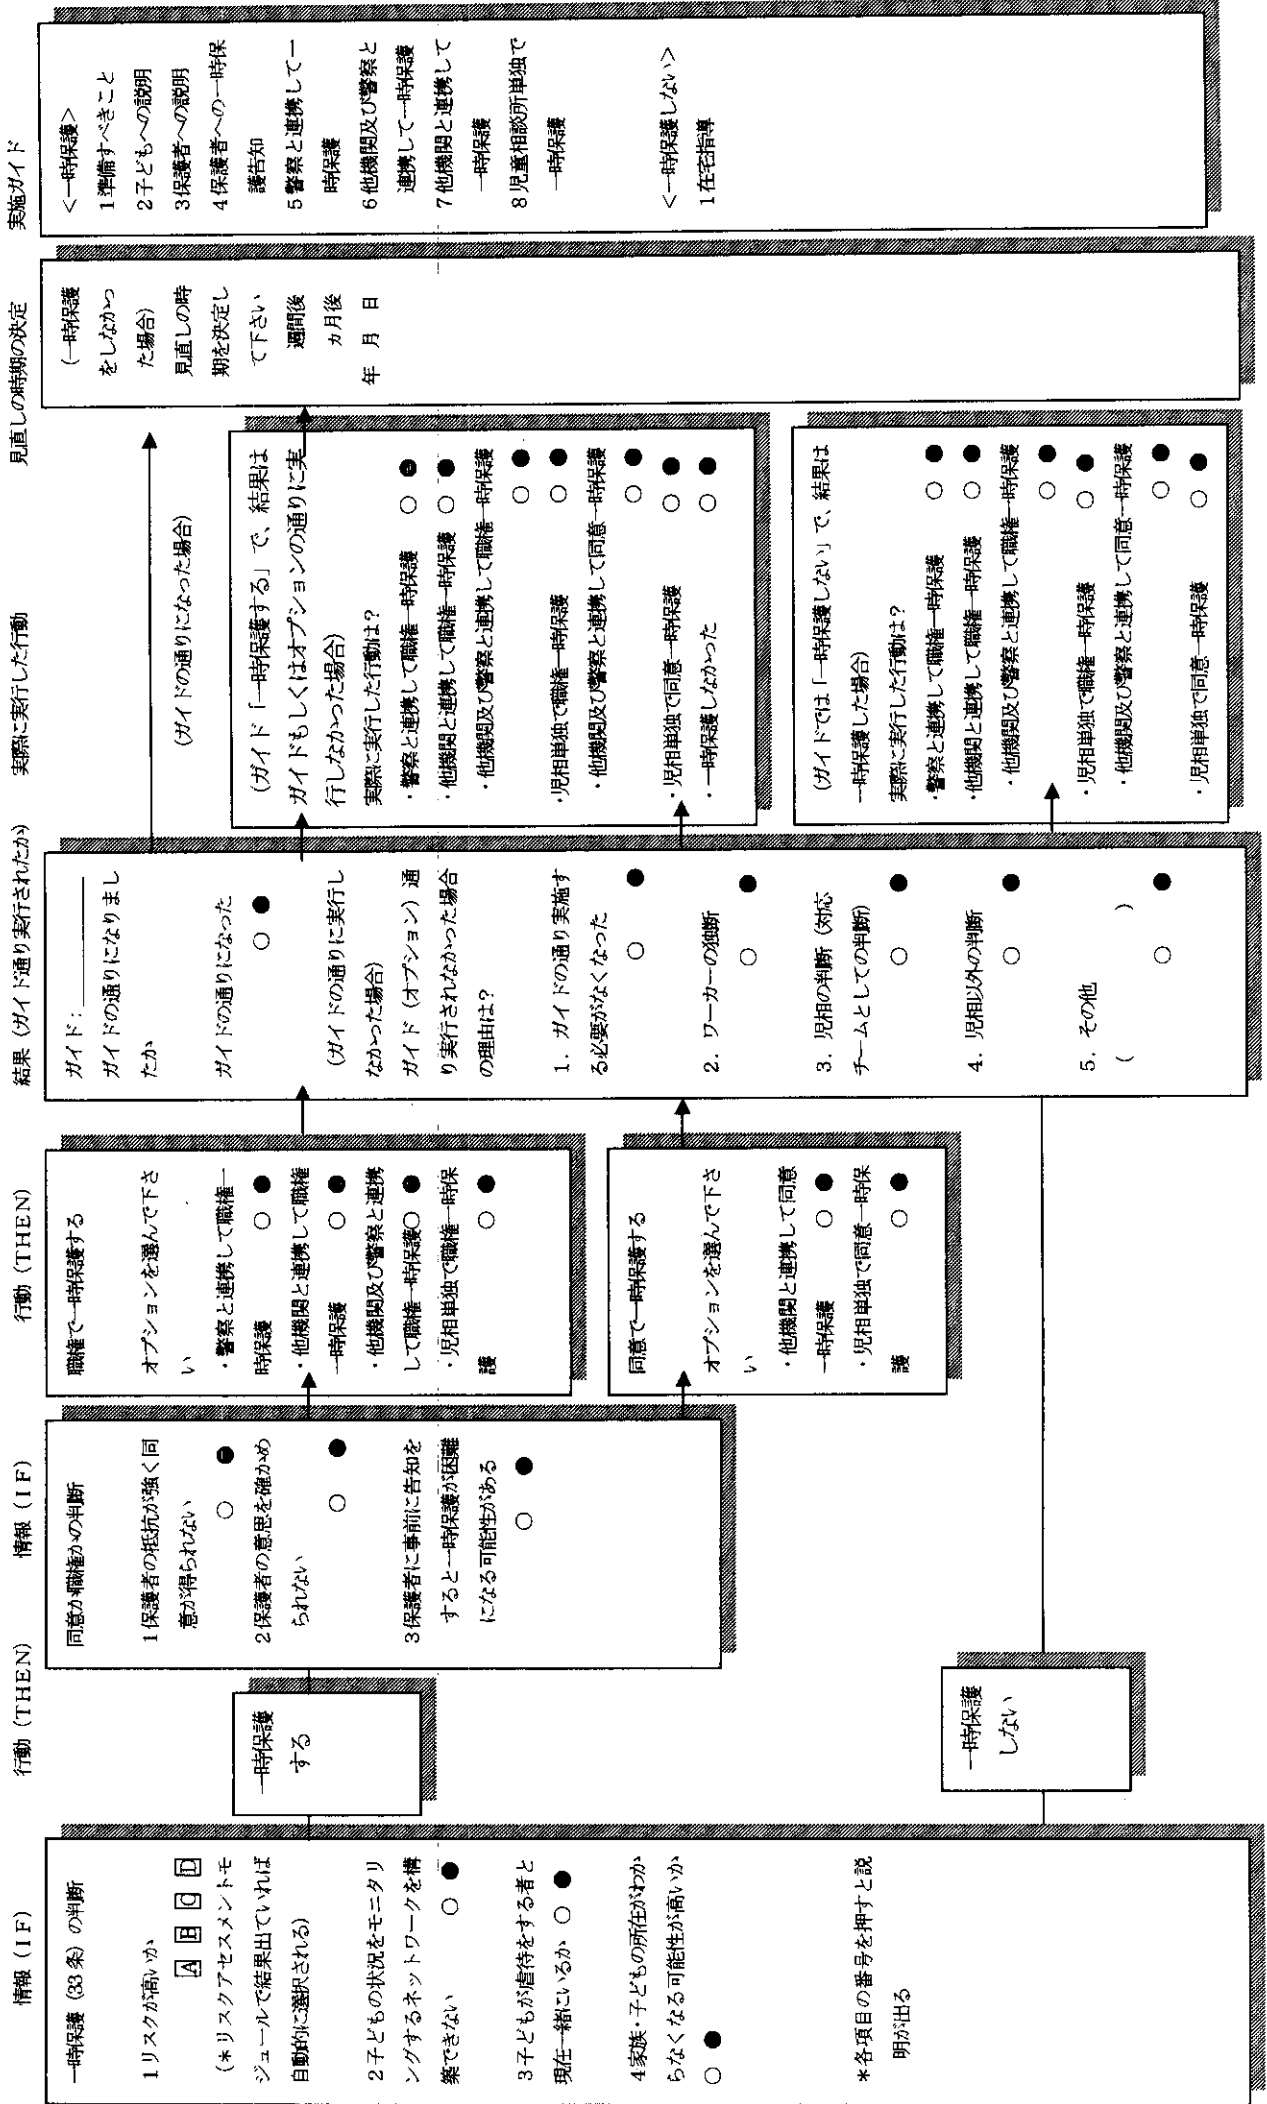 情報（IF）
一時保護（33条）の判断
1リスクが高いか
A B C D
（＊リスクアセスメントモ
ジュールで結果出ていれば
自動的に選択される）
2子どもの状況をモニタリ
ングするネットワークを構
築できない ○ ●
3子どもが虐待をする者と
現在一緒にいるか ○ ●
4家族・子どもの所在がわか
らなくなる可能性が高いか
○ ●
＊各項目の番号を押すと説
明が出る
行動（THEN）
一時保護
する
一時保護
しない
情報（IF）
同意か職権かの判断
1保護者の抵抗が強く同
意が得られない
○ ●
2保護者の意思を確かめ
られない
○ ●
3保護者に事前に告知を
すると一時保護が困難
になる可能性がある
○ ●
行動（THEN）
職権で一時保護する
オプションを選んで下さ
い
・警察と連携して職権一
時保護 ○ ●
・他機関と連携して職権
一時保護 ○ ●
・他機関及び警察と連携
して職権一時保護○ ●
・児相単独で職権一時保
護 ○ ●
同意で一時保護する
オプションを選んで下さ
い
・他機関と連携して同意
一時保護 ○ ●
・児相単独で同意一時保
護 ○ ●
結果（ガイド通り実行されたか）
ガイド：＿＿＿＿＿
ガイドの通りになりまし
たか
ガイドの通りになった
○ ●
（ガイドの通りに実行し
なかった場合）
ガイド（オプション）通
り実行されなかった場合
の理由は？
1．ガイドの通り実施す
る必要がなくなった
○ ●
2．ワーカーの独断
○ ●
3．児相の判断（対応
チームとしての判断）
○ ●
4．児相以外の判断
○ ●
5．その他
（ ）
○ ●
実際に実行した行動
（ガイドの通りになった場合）
（ガイド「一時保護する」で、結果は
ガイドもしくはオプションの通りに実
行しなかった場合）
実際に実行した行動は？
・警察と連携して職権一時保護 ○ ●
・他機関と連携して職権一時保護 ○ ●
・他機関及び警察と連携して職権一時保護
○ ●
・児相単独で職権一時保護 ○ ●
・他機関及び警察と連携して同意一時保護
○ ●
・児相単独で同意一時保護 ○ ●
・一時保護しなかった ○ ●
（ガイドでは「一時保護しない」で、結果は
一時保護した場合）
実際に実行した行動は？
・警察と連携して職権一時保護 ○ ●
・他機関と連携して職権一時保護 ○ ●
・他機関及び警察と連携して職権一時保護
○ ●
・児相単独で職権一時保護 ○ ●
・他機関及び警察と連携して同意一時保護
○ ●
・児相単独で同意一時保護 ○ ●
見直しの時期の決定
（一時保護
をしなかっ
た場合）
見直しの時
期を決定し
て下さい
週間後
カ月後
年 月 日
実施ガイド
＜一時保護＞
1準備すべきこと
2子どもへの説明
3保護者への説明
4保護者への一時保
護告知
5警察と連携して一
時保護
6他機関及び警察と
連携して一時保護
7他機関と連携して
一時保護
8児童相談所単独で
一時保護
＜一時保護しない＞
1在宅指導